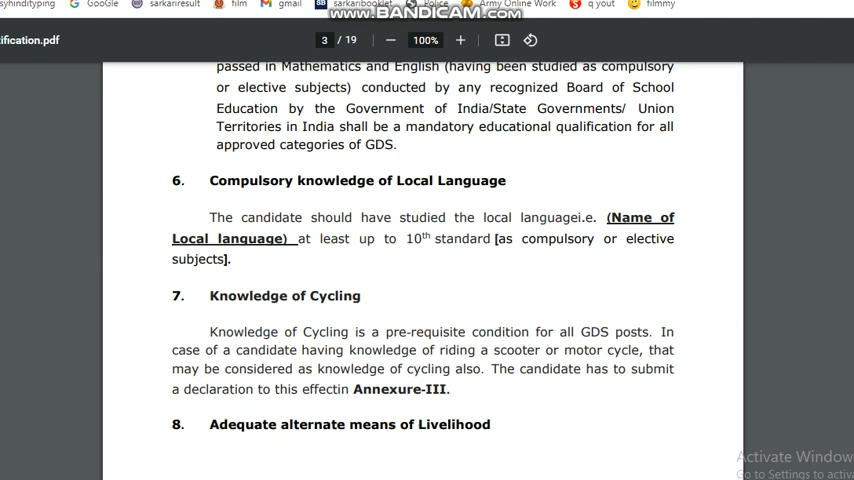 syhindityping GooGle sarkariresult film gmail sarkaribooklet Police Army Online Work q yout filmmy
www.BANDICAM.com
ification.pdf 3 / 19 100%
passed in Mathematics and English (having been studied as compulsory
or elective subjects) conducted by any recognized Board of School
Education by the Government of India/State Governments/ Union
Territories in India shall be a mandatory educational qualification for all
approved categories of GDS.
6. Compulsory knowledge of Local Language
The candidate should have studied the local languagei.e. (Name of
Local language) at least up to 10th standard [as compulsory or elective
subjects].
7. Knowledge of Cycling
Knowledge of Cycling is a pre-requisite condition for all GDS posts. In
case of a candidate having knowledge of riding a scooter or motor cycle, that
may be considered as knowledge of cycling also. The candidate has to submit
a declaration to this effectin Annexure-III.
8. Adequate alternate means of Livelihood
Activate Window
Go to Settings to activa